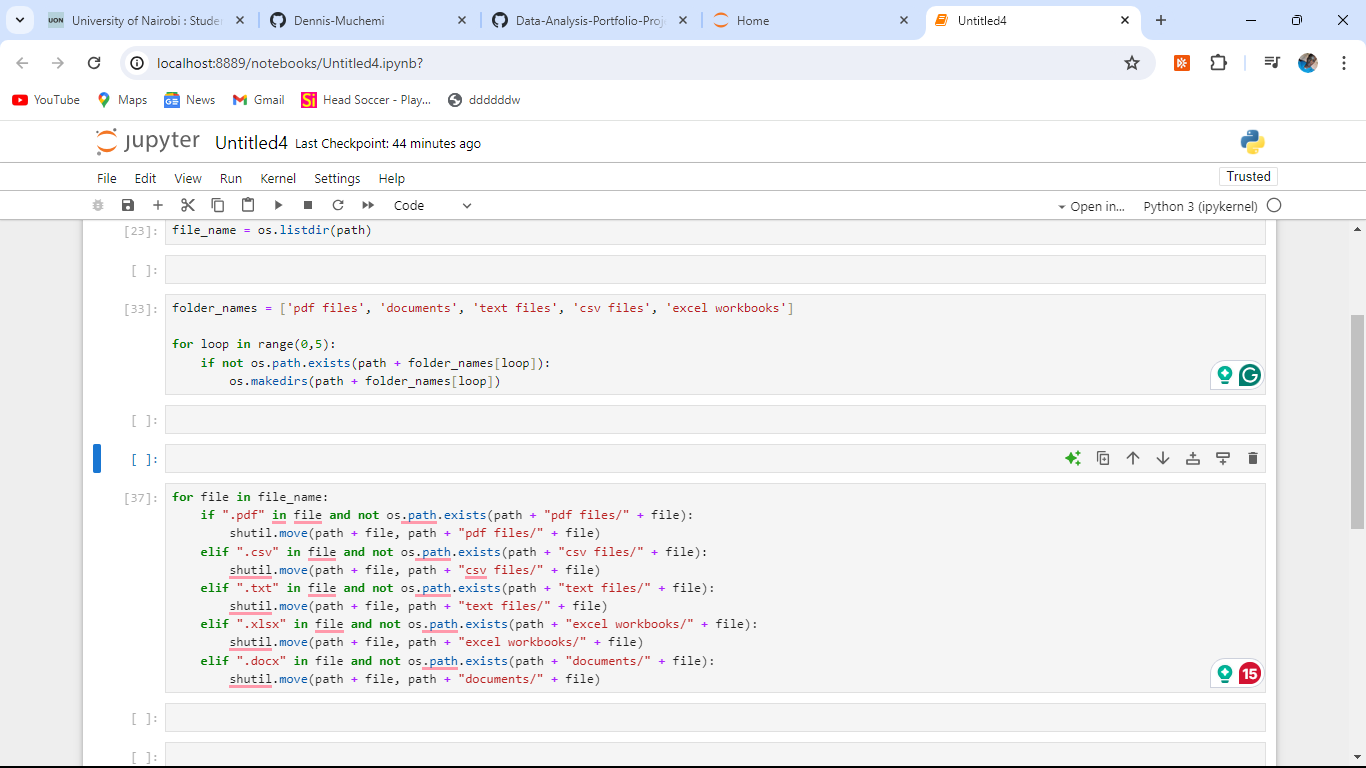 University of Nairobi : Stude
Dennis-Muchemi
Data-Analysis-Portfolio-Proj
Home
Untitled4
localhost:8889/notebooks/Untitled4.ipynb?
YouTube
Maps
News
Gmail
Head Soccer - Play...
ddddddw
jupyter Untitled4 Last Checkpoint: 44 minutes ago
File Edit View Run Kernel Settings Help
Trusted
Code
Open in...
Python 3 (ipykernel)
[23]: file_name = os.listdir(path)
[ ]:
[33]: folder_names = ['pdf files', 'documents', 'text files', 'csv files', 'excel workbooks']
for loop in range(0,5):
    if not os.path.exists(path + folder_names[loop]):
        os.makedirs(path + folder_names[loop])
[ ]:
[ ]:
[37]: for file in file_name:
    if ".pdf" in file and not os.path.exists(path + "pdf files/" + file):
        shutil.move(path + file, path + "pdf files/" + file)
    elif ".csv" in file and not os.path.exists(path + "csv files/" + file):
        shutil.move(path + file, path + "csv files/" + file)
    elif ".txt" in file and not os.path.exists(path + "text files/" + file):
        shutil.move(path + file, path + "text files/" + file)
    elif ".xlsx" in file and not os.path.exists(path + "excel workbooks/" + file):
        shutil.move(path + file, path + "excel workbooks/" + file)
    elif ".docx" in file and not os.path.exists(path + "documents/" + file):
        shutil.move(path + file, path + "documents/" + file)
15
[ ]:
[ ]: